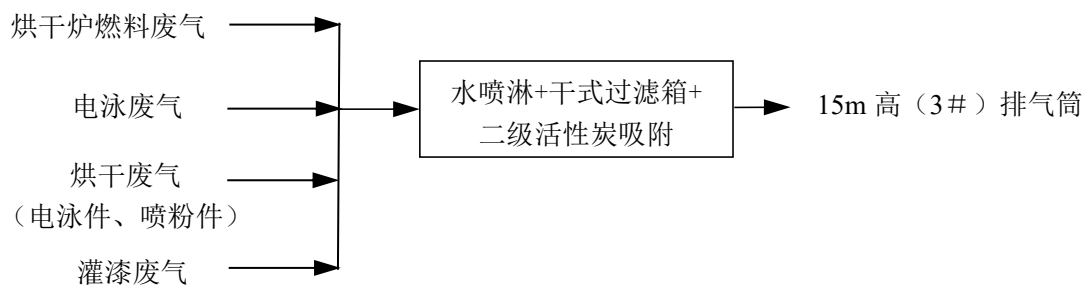 烘干炉燃料废气
电泳废气
烘干废气
（电泳件、喷粉件）
灌漆废气
水喷淋+干式过滤箱+
二级活性炭吸附
15m 高（3＃）排气筒